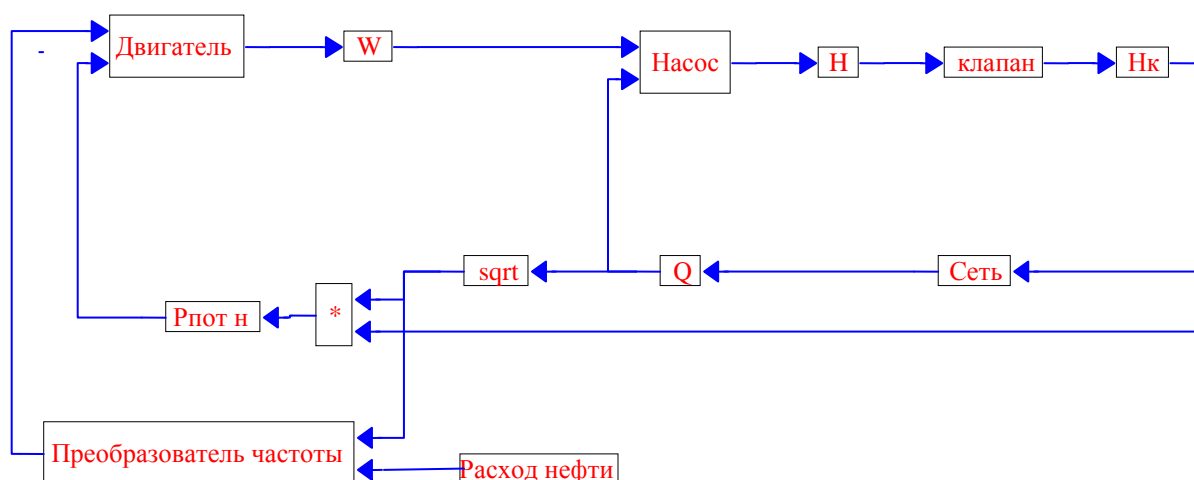 Двигатель
W
Насос
H
клапан
Нк
-
sqrt
Q
Сеть
Рпот н
*
Преобразователь частоты
Расход нефти